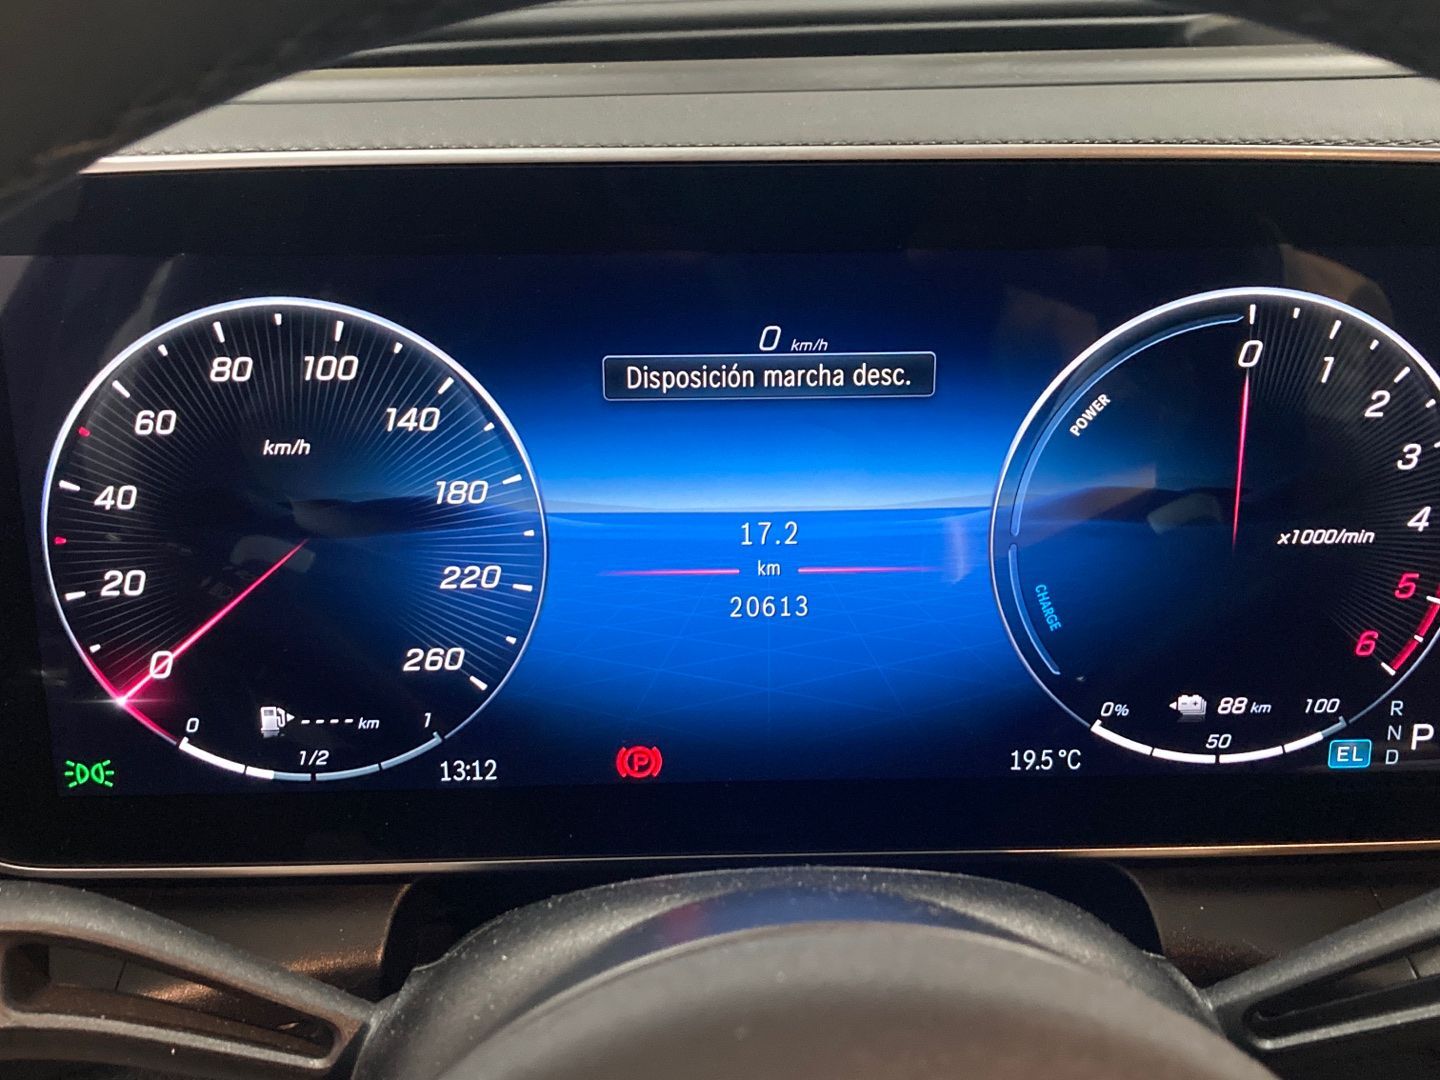 0 km/h
Disposición marcha desc.
80 100
60 140
km/h
40 180
20 220
0 260
0 1/2 1
---- km
13:12
17.2
km
20613
POWER
CHARGE
0 1 2 3 4 5 6
x1000/min
0% 50 100
88 km
19.5 °C
P
R
N P
EL D